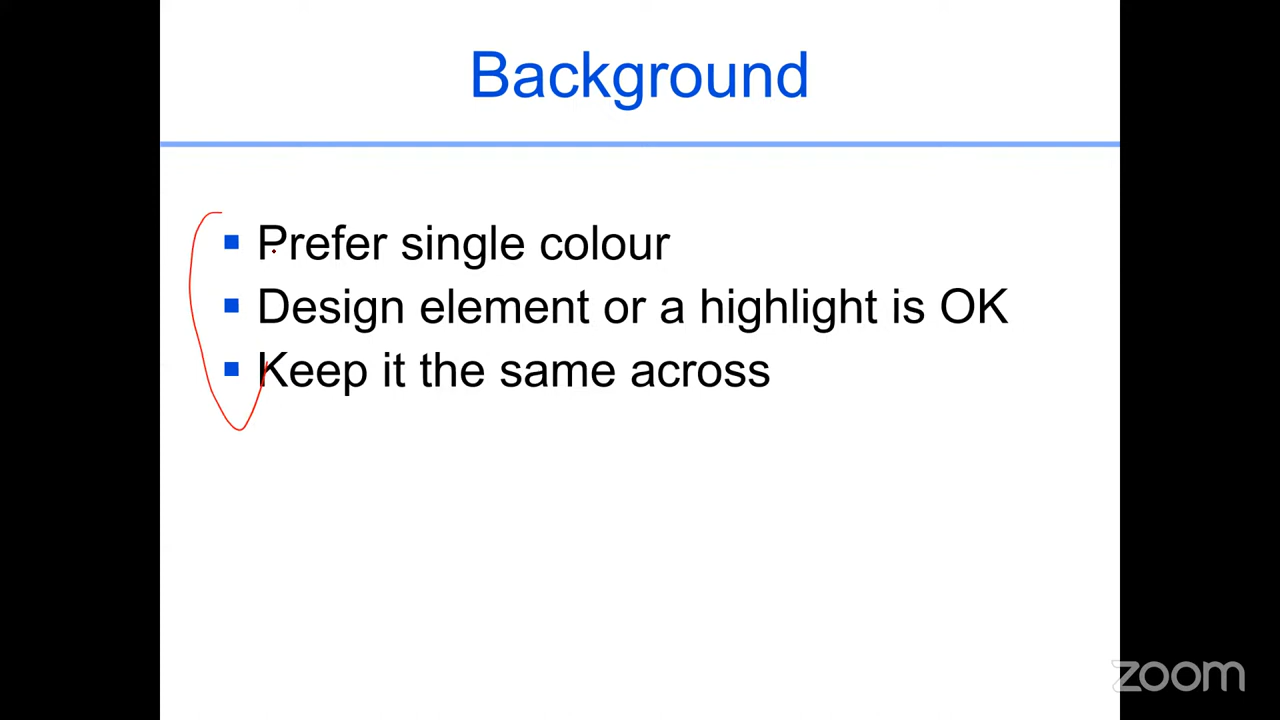 Background
Prefer single colour
Design element or a highlight is OK
Keep it the same across
zoom